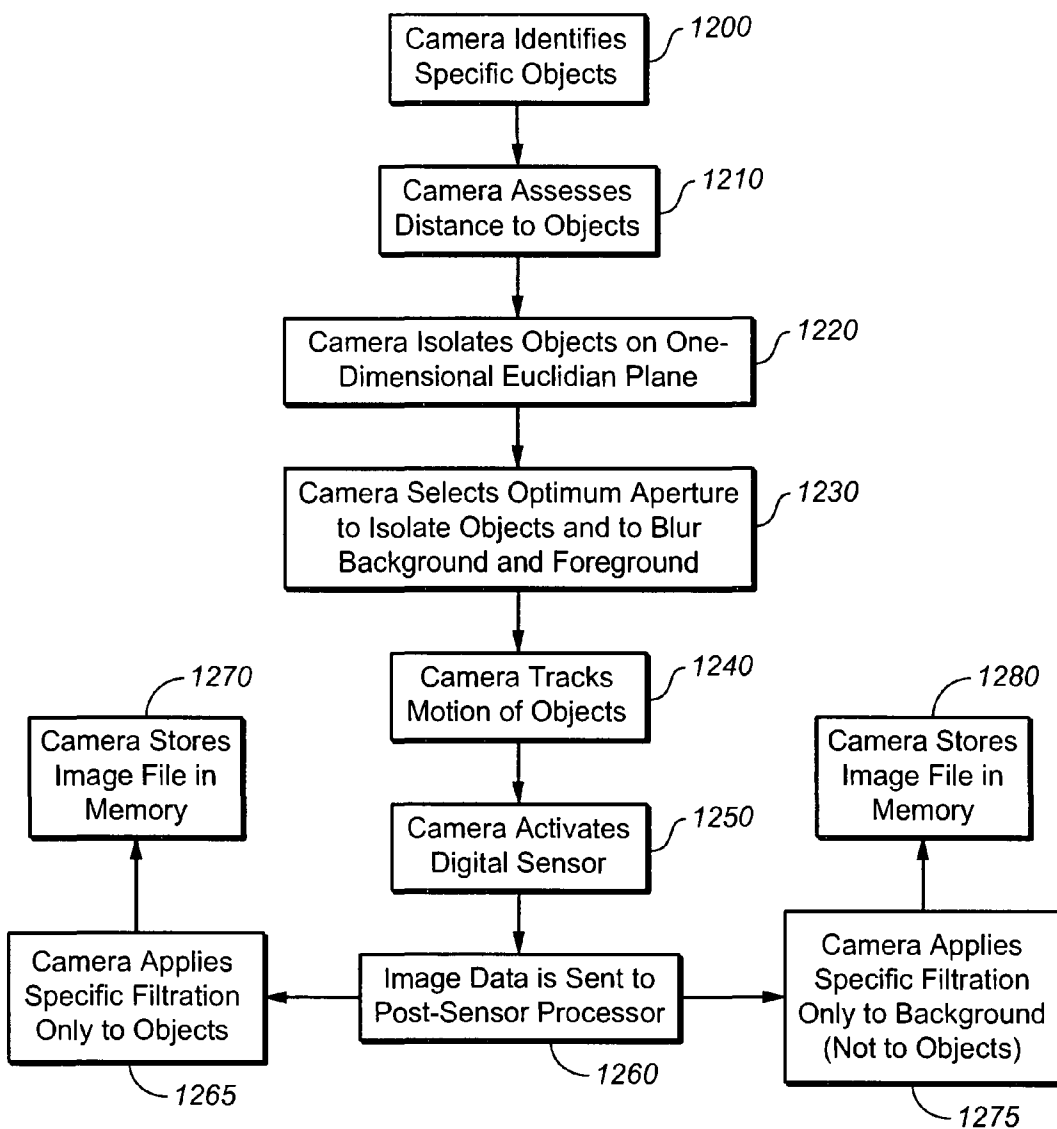 Camera Identifies
Specific Objects
1200
Camera Assesses
Distance to Objects
1210
Camera Isolates Objects on One-
Dimensional Euclidian Plane
1220
Camera Selects Optimum Aperture
to Isolate Objects and to Blur
Background and Foreground
1230
Camera Tracks
Motion of Objects
1240
Camera Activates
Digital Sensor
1250
Image Data is Sent to
Post-Sensor Processor
1260
Camera Applies
Specific Filtration
Only to Objects
1265
Camera Stores
Image File in
Memory
1270
Camera Applies
Specific Filtration
Only to Background
(Not to Objects)
1275
Camera Stores
Image File in
Memory
1280